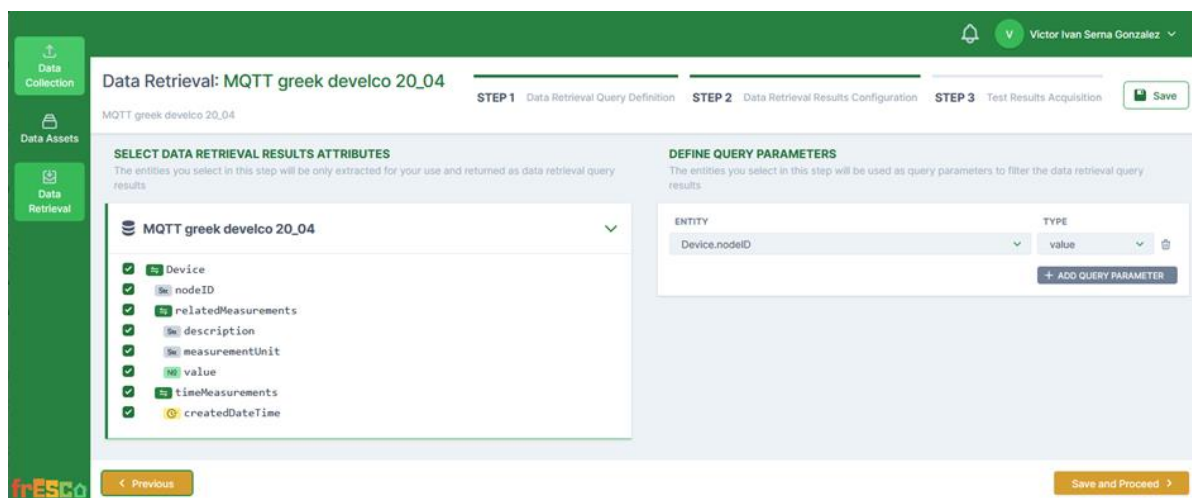 V Victor Ivan Serna Gonzalez
Data
Collection
Data Assets
Data
Retrieval
Data Retrieval: MQTT greek develco 20_04
MQTT greek develco 20_04
STEP 1 Data Retrieval Query Definition STEP 2 Data Retrieval Results Configuration STEP 3 Test Results Acquisition
Save
SELECT DATA RETRIEVAL RESULTS ATTRIBUTES
The entities you select in this step will be only extracted for your use and returned as data retrieval query
results
MQTT greek develco 20_04
Device
nodeID
relatedMeasurements
description
measurementUnit
value
timeMeasurements
createdDateTime
DEFINE QUERY PARAMETERS
The entities you select in this step will be used as query parameters to filter the data retrieval query
results
ENTITY TYPE
Device.nodeID value
+ ADD QUERY PARAMETER
frESCo
< Previous
Save and Proceed >